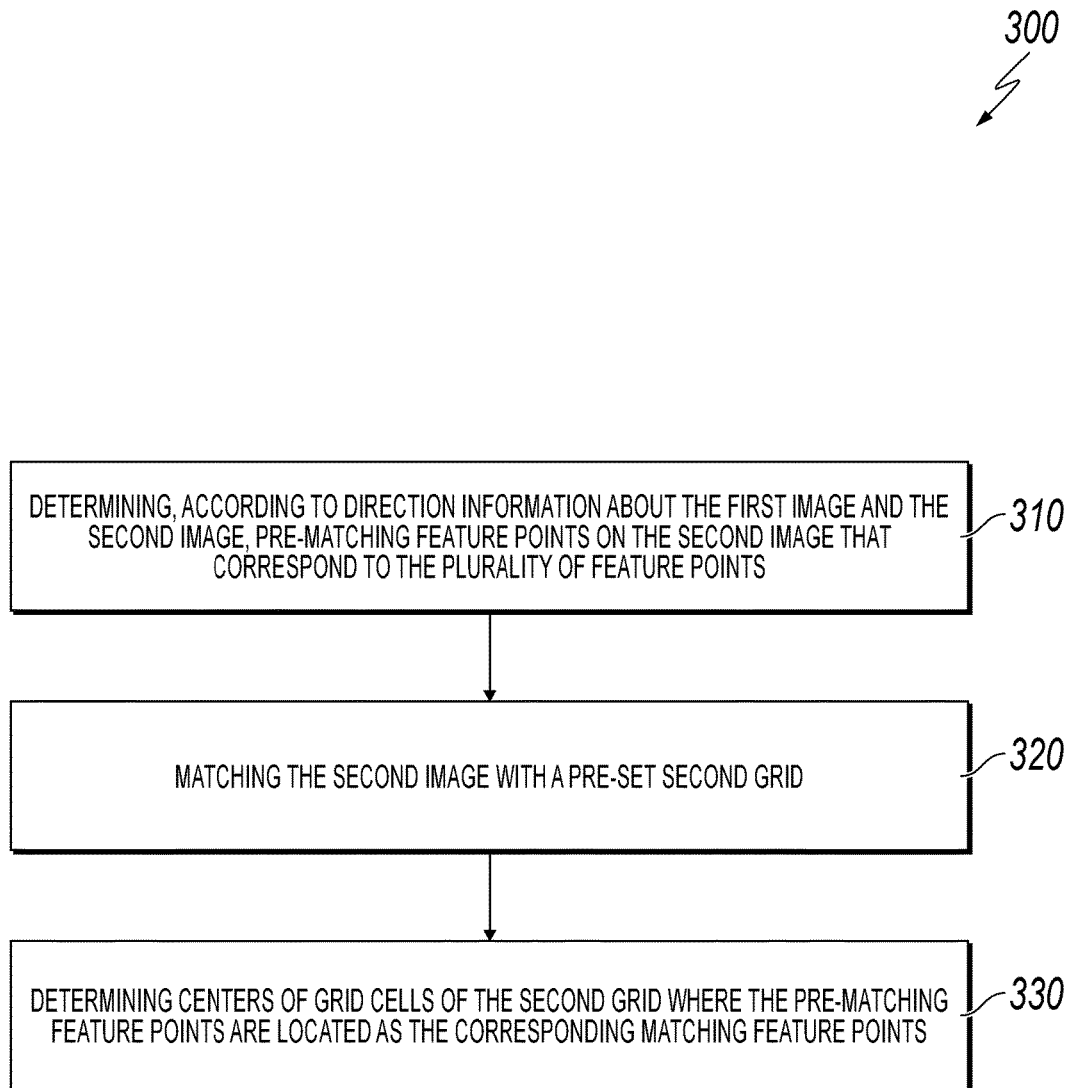 300
DETERMINING, ACCORDING TO DIRECTION INFORMATION ABOUT THE FIRST IMAGE AND THE
SECOND IMAGE, PRE-MATCHING FEATURE POINTS ON THE SECOND IMAGE THAT
CORRESPOND TO THE PLURALITY OF FEATURE POINTS
310
MATCHING THE SECOND IMAGE WITH A PRE-SET SECOND GRID
320
DETERMINING CENTERS OF GRID CELLS OF THE SECOND GRID WHERE THE PRE-MATCHING
FEATURE POINTS ARE LOCATED AS THE CORRESPONDING MATCHING FEATURE POINTS
330